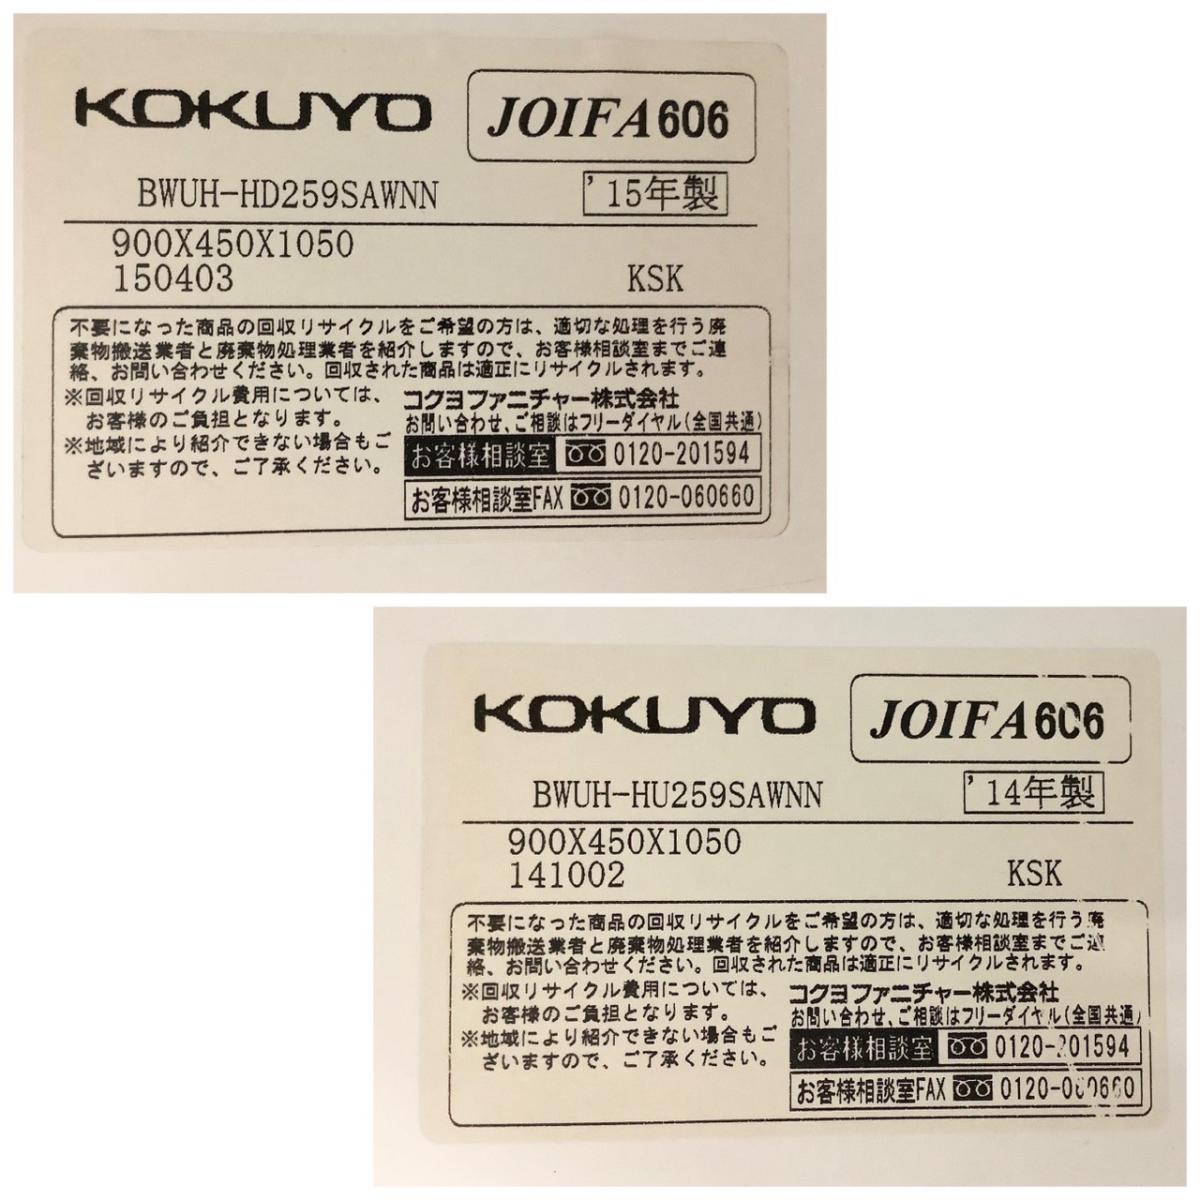 KOKUYO JOIFA606
BWUH-HD259SAWNN '15年製
900X450X1050
150403 KSK
不要になった商品の回収リサイクルをご希望の方は、適切な処理を行う廃
棄物搬送業者と廃棄物処理業者を紹介しますので、お客様相談室までご連
絡、お問い合わせください。回収された商品は適正にリサイクルされます。
※回収リサイクル費用については、
お客様のご負担となります。
※地域により紹介できない場合もご
ざいますので、ご了承ください。
コクヨファニチャー株式会社
お問い合わせ、ご相談はフリーダイヤル(全国共通)
お客様相談室 0120-201594
お客様相談室FAX 0120-060660
KOKUYO JOIFA606
BWUH-HU259SAWNN '14年製
900X450X1050
141002 KSK
不要になった商品の回収リサイクルをご希望の方は、適切な処理を行う廃
棄物搬送業者と廃棄物処理業者を紹介しますので、お客様相談室までご連
絡、お問い合わせください。回収された商品は適正にリサイクルされます。
※回収リサイクル費用については、
お客様のご負担となります。
※地域により紹介できない場合もご
ざいますので、ご了承ください。
コクヨファニチャー株式会社
お問い合わせ、ご相談はフリーダイヤル(全国共通)
お客様相談室 0120-201594
お客様相談室FAX 0120-060660